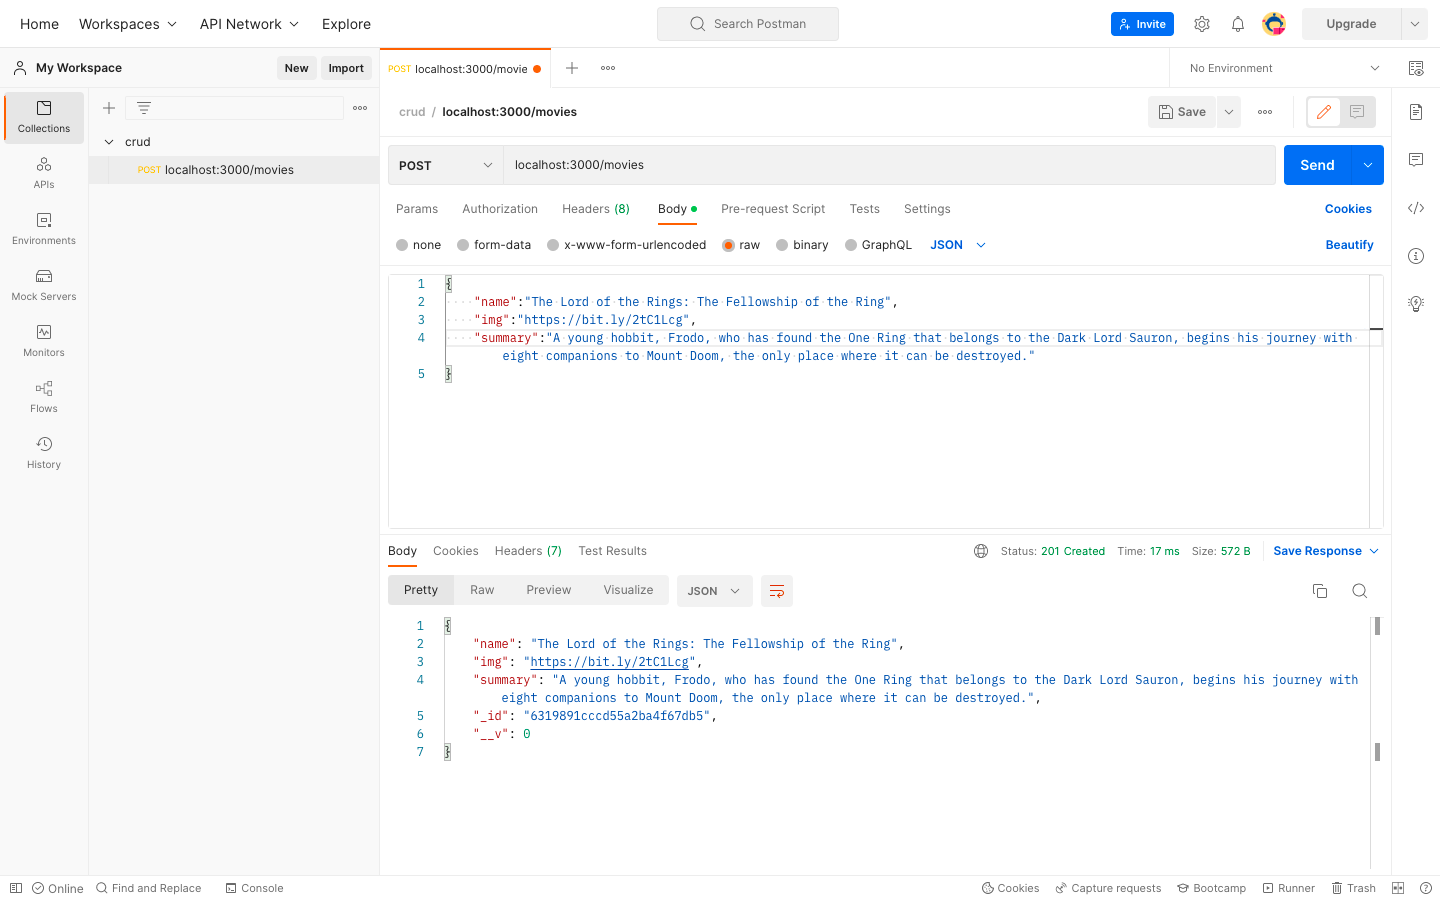 Home Workspaces API Network Explore Search Postman Invite Upgrade
My Workspace New Import POST localhost:3000/movie No Environment
crud / localhost:3000/movies Save
Collections
APIs
Environments
Mock Servers
Monitors
Flows
History
crud
POST localhost:3000/movies
POST localhost:3000/movies Send
Params Authorization Headers (8) Body Pre-request Script Tests Settings Cookies
none form-data x-www-form-urlencoded raw binary GraphQL JSON Beautify
1 {
2 "name":"The Lord of the Rings: The Fellowship of the Ring",
3 "img":"https://bit.ly/2tC1Lcg",
4 "summary":"A young hobbit, Frodo, who has found the One Ring that belongs to the Dark Lord Sauron, begins his journey with
eight companions to Mount Doom, the only place where it can be destroyed."
5 }
Body Cookies Headers (7) Test Results Status: 201 Created Time: 17 ms Size: 572 B Save Response
Pretty Raw Preview Visualize JSON
1 {
2 "name": "The Lord of the Rings: The Fellowship of the Ring",
3 "img": "https://bit.ly/2tC1Lcg",
4 "summary": "A young hobbit, Frodo, who has found the One Ring that belongs to the Dark Lord Sauron, begins his journey with
eight companions to Mount Doom, the only place where it can be destroyed.",
5 "_id": "6319891cccd55a2ba4f67db5",
6 "__v": 0
7 }
Online Find and Replace Console Cookies Capture requests Bootcamp Runner Trash